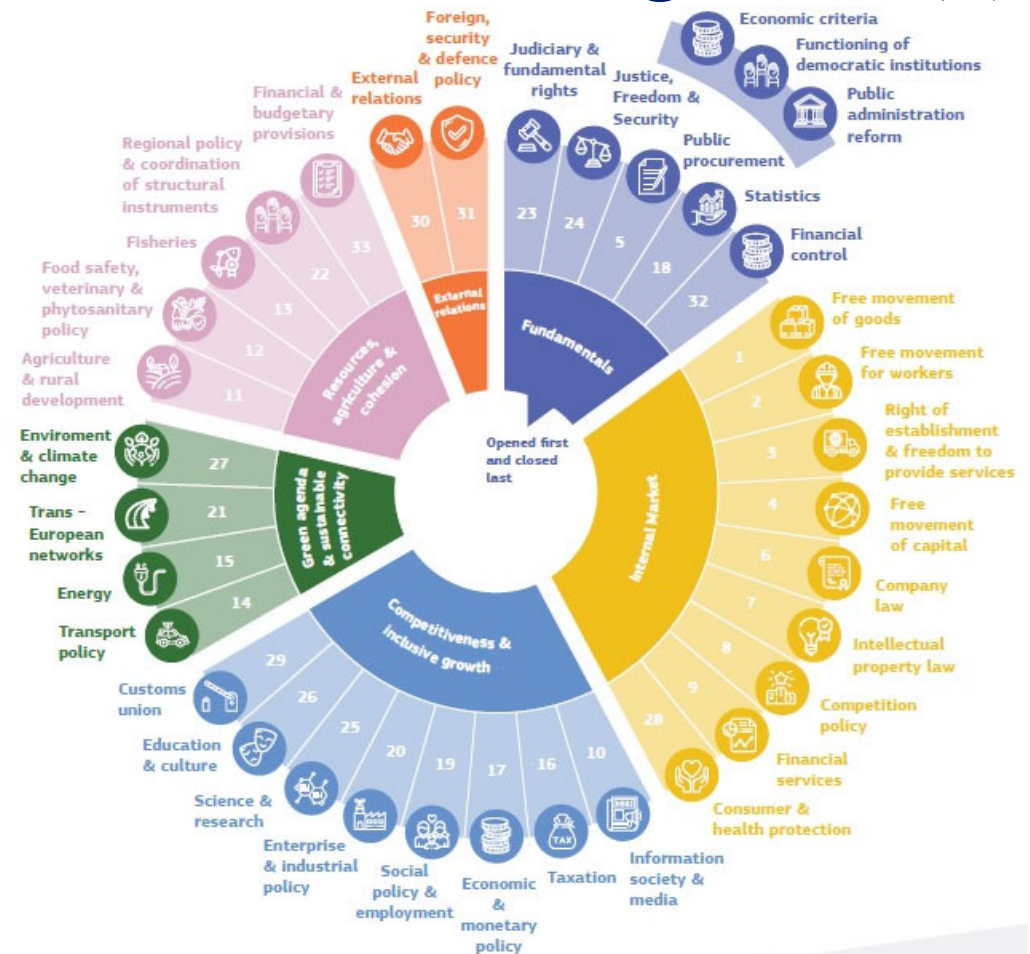 Economic criteria
Functioning of
democratic institutions
Public
administration
reform
Foreign,
security
& defence
policy
External
relations
Judiciary &
fundamental
rights
Justice,
Freedom &
Security
Public
procurement
Statistics
Financial
control
23
24
5
18
32
Fundamentals
Opened first
and closed
last
Free movement
of goods
Free movement
for workers
Right of
establishment
& freedom to
provide services
Free
movement
of capital
Company
law
Intellectual
property law
Competition
policy
Financial
services
Consumer &
health protection
1
2
3
4
6
7
8
9
28
Internal Market
Information
society &
media
Taxation
TAX
Economic
&
monetary
policy
Social
policy &
employment
Enterprise
& industrial
policy
Science &
research
Education
& culture
Customs
union
10
16
17
19
20
25
26
29
Competitiveness &
inclusive growth
Transport
policy
Energy
Trans -
European
networks
Enviroment
& climate
change
14
15
21
27
Green agenda
& sustainable
connectivity
Agriculture
& rural
development
Food safety,
veterinary &
phytosanitary
policy
Fisheries
Regional policy
& coordination
of structural
instruments
Financial &
budgetary
provisions
11
12
13
22
33
Resources,
agriculture &
cohesion
30
31
External
relations